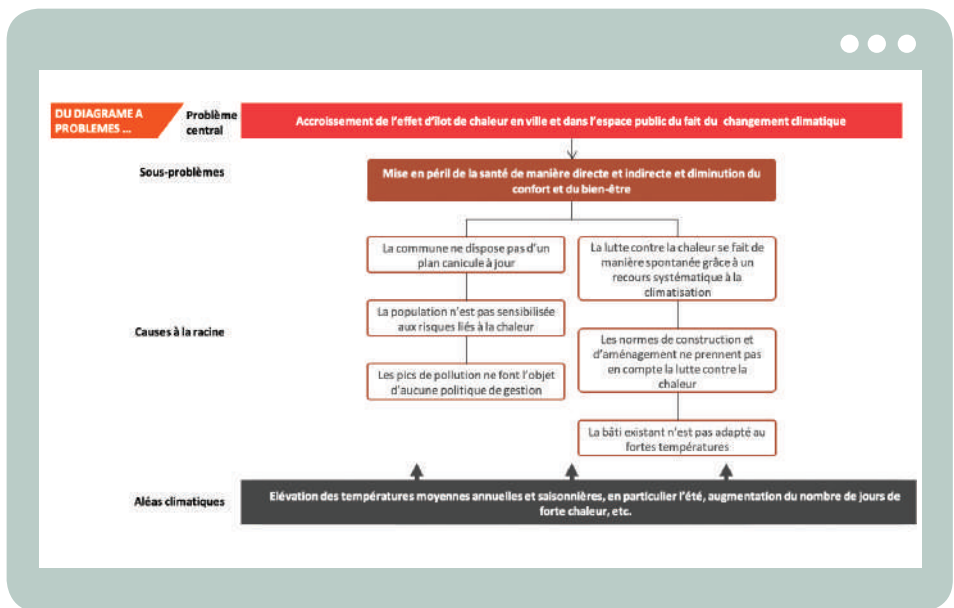 DU DIAGRAME A
PROBLEMES ...
Problème
central
Accroissement de l'effet d'îlot de chaleur en ville et dans l'espace public du fait du changement climatique
Sous-problèmes
Mise en péril de la santé de manière directe et indirecte et diminution du
confort et du bien-être
La commune ne dispose pas d'un
plan canicule à jour
La population n'est pas sensibilisée
aux risques liés à la chaleur
Les pics de pollution ne font l'objet
d'aucune politique de gestion
La lutte contre la chaleur se fait de
manière spontanée grâce à un
recours systématique à la
climatisation
Les normes de construction et
d'aménagement ne prennent pas
en compte la lutte contre la
chaleur
La bâti existant n'est pas adapté au
fortes températures
Causes à la racine
Aléas climatiques
Elévation des températures moyennes annuelles et saisonnières, en particulier l'été, augmentation du nombre de jours de
forte chaleur, etc.